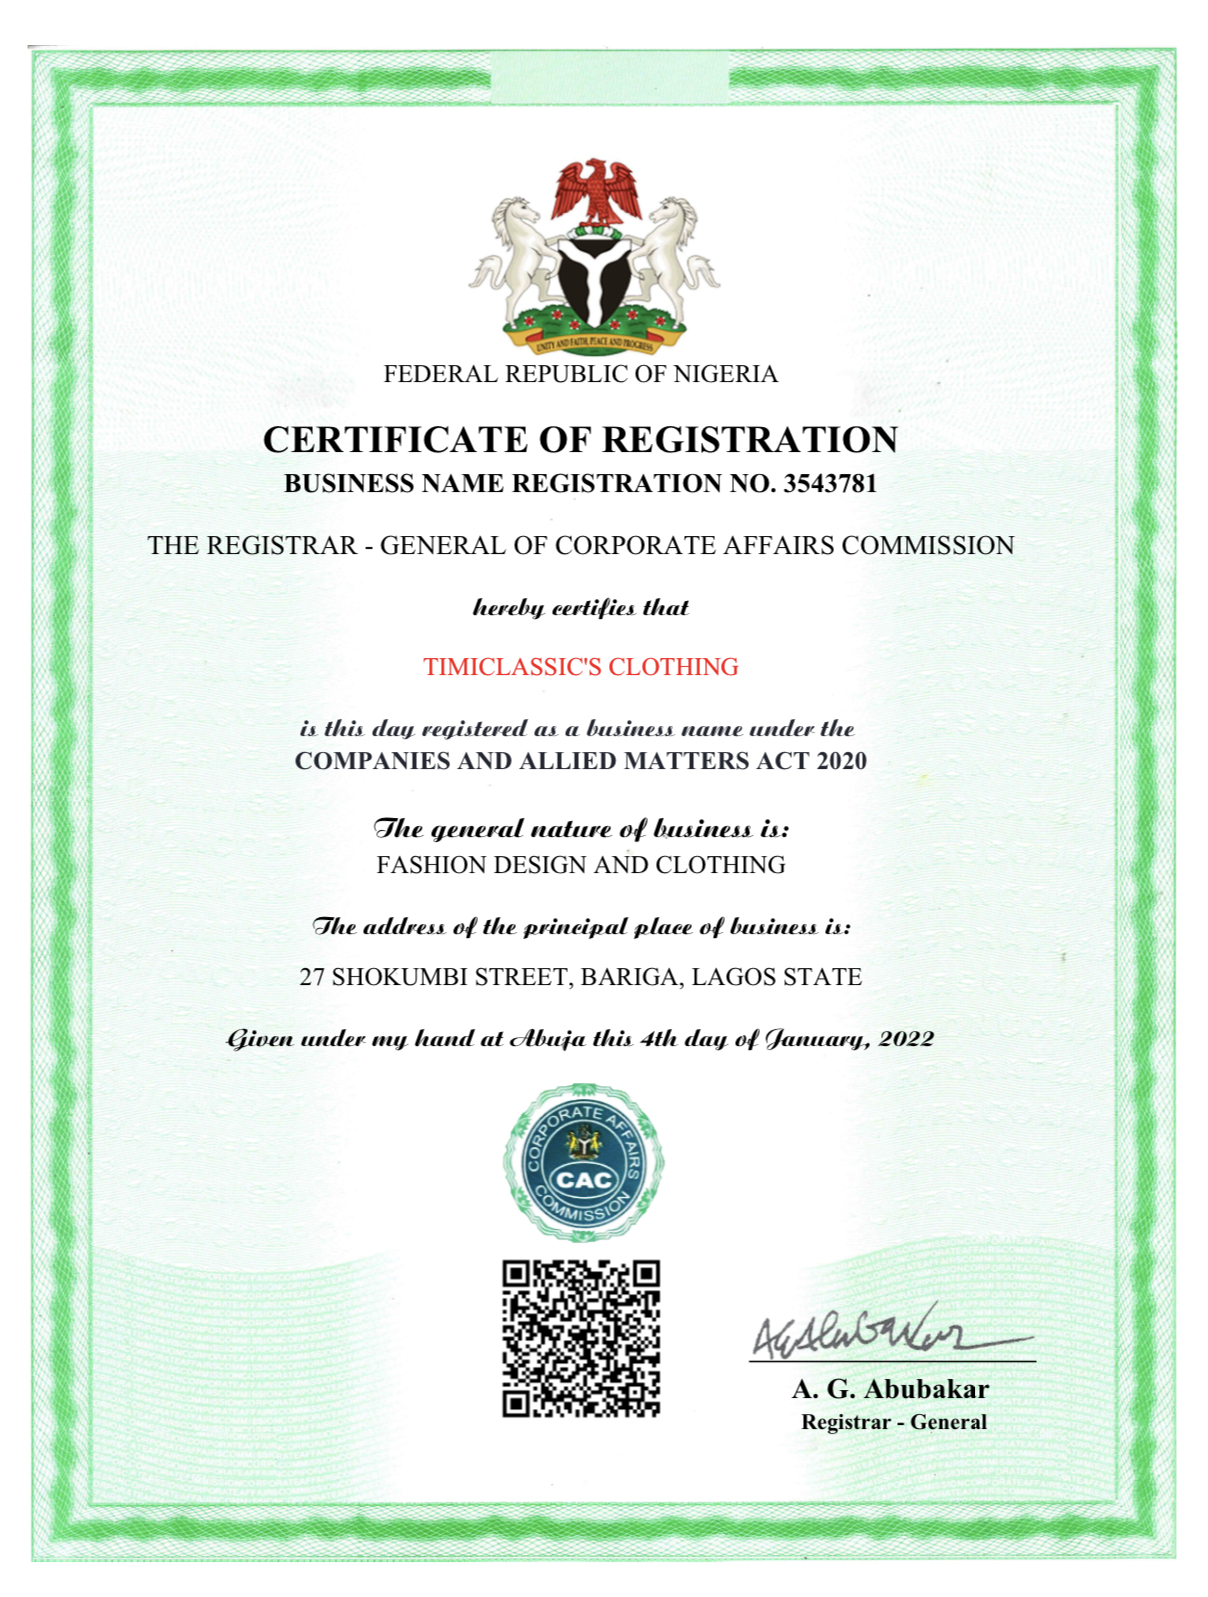 UNITY AND FAITH, PEACE AND PROGRESS
FEDERAL REPUBLIC OF NIGERIA
CERTIFICATE OF REGISTRATION
BUSINESS NAME REGISTRATION NO. 3543781
THE REGISTRAR - GENERAL OF CORPORATE AFFAIRS COMMISSION
hereby certifies that
TIMICLASSIC'S CLOTHING
is this day registered as a business name under the
COMPANIES AND ALLIED MATTERS ACT 2020
The general nature of business is:
FASHION DESIGN AND CLOTHING
The address of the principal place of business is:
27 SHOKUMBI STREET, BARIGA, LAGOS STATE
Given under my hand at Abuja this 4th day of January, 2022
CORPORATE AFFAIRS
CAC
COMMISSION
A. G. Abubakar
Registrar - General